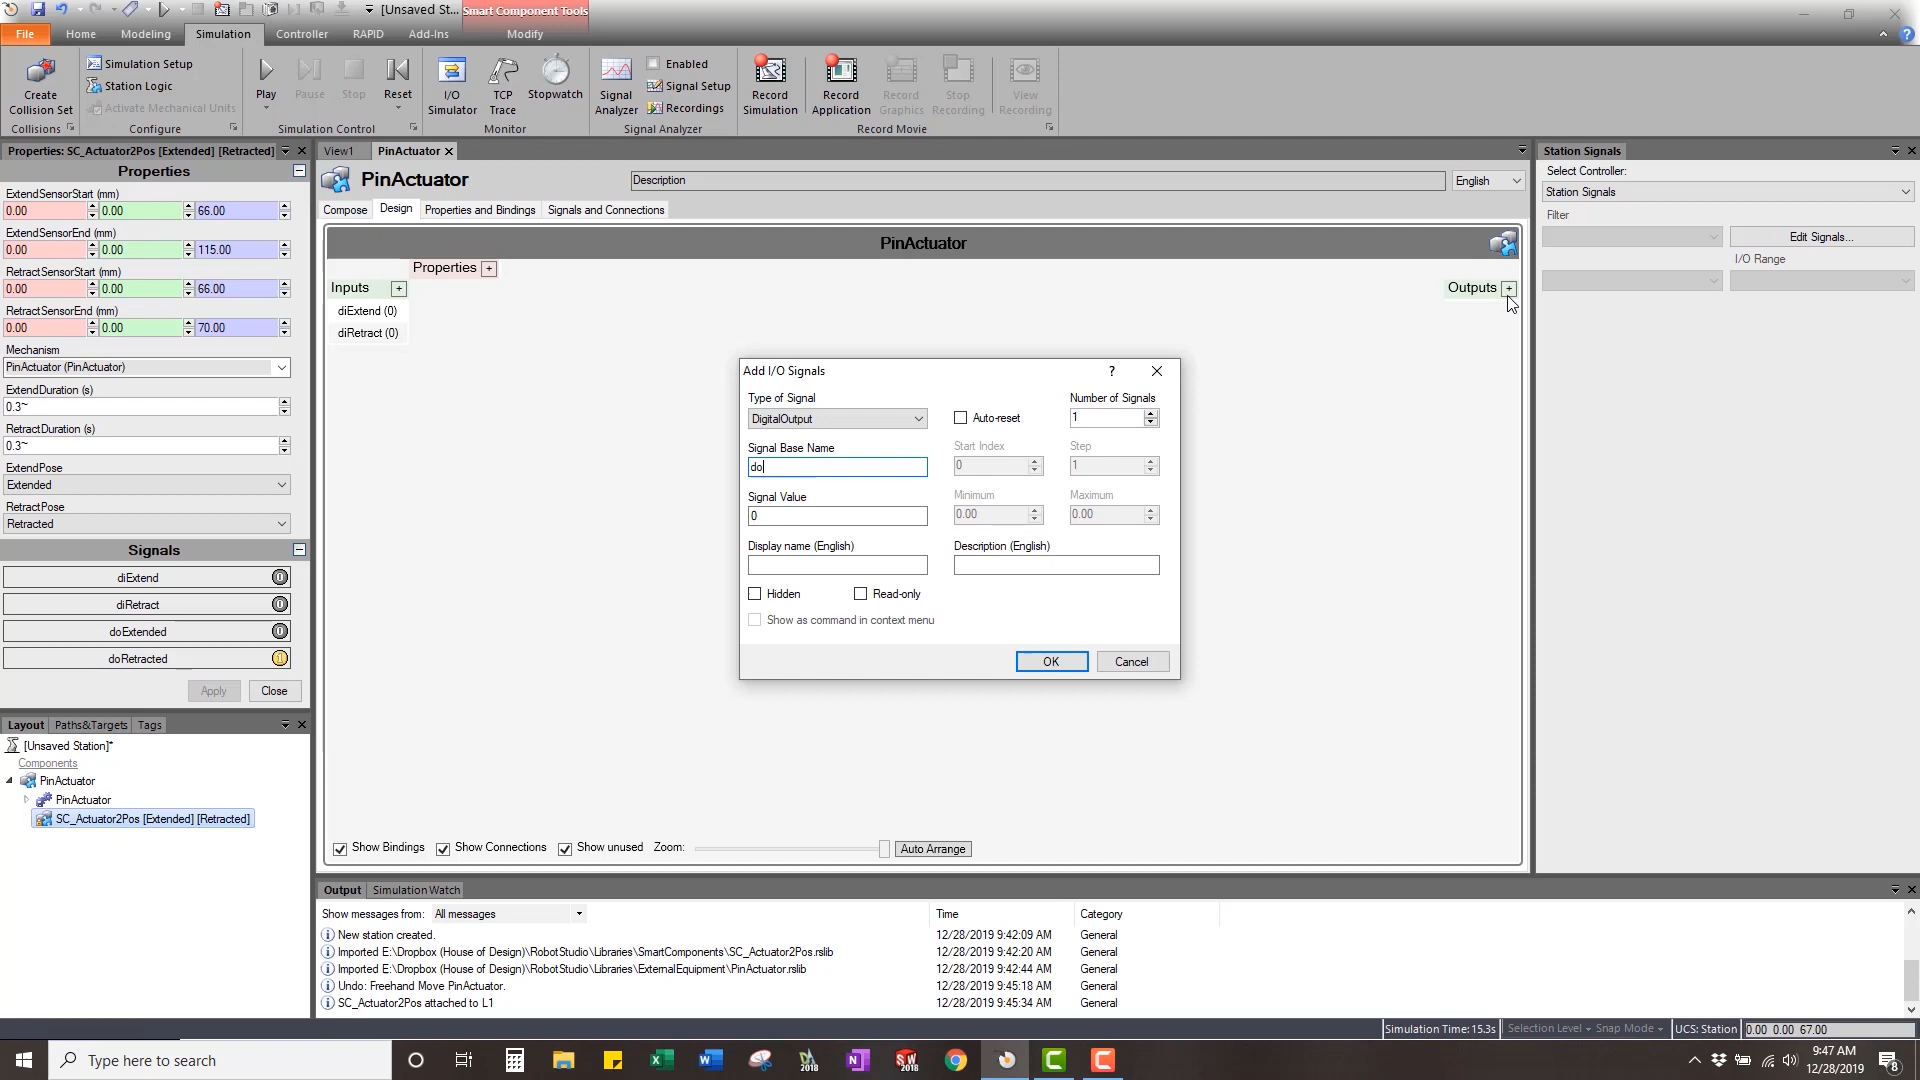 [Unsaved St...
Smart Component Tools
File Home Modeling Simulation Controller RAPID Add-Ins Modify
Create Collision Set
Collisions
Simulation Setup
Station Logic
Activate Mechanical Units
Configure
Play Pause Stop Reset
Simulation Control
I/O Simulator
TCP Trace
Stopwatch
Monitor
Signal Analyzer
Enabled
Signal Setup
Recordings
Signal Analyzer
Record Simulation
Record Application
Record Graphics
Stop Recording
View Recording
Record Movie
Properties: SC_Actuator2Pos [Extended] [Retracted]
Properties
ExtendSensorStart (mm)
0.00 0.00 66.00
ExtendSensorEnd (mm)
0.00 0.00 115.00
RetractSensorStart (mm)
0.00 0.00 66.00
RetractSensorEnd (mm)
0.00 0.00 70.00
Mechanism
PinActuator (PinActuator)
ExtendDuration (s)
0.3~
RetractDuration (s)
0.3~
ExtendPose
Extended
RetractPose
Retracted
Signals
diExtend 0
diRetract 0
doExtended 0
doRetracted 1
Apply Close
Layout Paths&Targets Tags
[Unsaved Station]*
Components
PinActuator
PinActuator
SC_Actuator2Pos [Extended] [Retracted]
View1 PinActuator
PinActuator
Description
English
Compose Design Properties and Bindings Signals and Connections
PinActuator
Properties +
Inputs +
diExtend (0)
diRetract (0)
Outputs +
Add I/O Signals ?
Type of Signal
DigitalOutput
Auto-reset
Number of Signals
1
Signal Base Name
do
Start Index
0
Step
1
Signal Value
0
Minimum
0.00
Maximum
0.00
Display name (English)
Description (English)
Hidden Read-only
Show as command in context menu
OK Cancel
Show Bindings Show Connections Show unused Zoom: Auto Arrange
Station Signals
Select Controller:
Station Signals
Filter
Edit Signals...
I/O Range
Output Simulation Watch
Show messages from: All messages Time Category
New station created. 12/28/2019 9:42:09 AM General
Imported E:\Dropbox (House of Design)\RobotStudio\Libraries\SmartComponents\SC_Actuator2Pos.rslib 12/28/2019 9:42:20 AM General
Imported E:\Dropbox (House of Design)\RobotStudio\Libraries\ExternalEquipment\PinActuator.rslib 12/28/2019 9:42:44 AM General
Undo: Freehand Move PinActuator. 12/28/2019 9:45:18 AM General
SC_Actuator2Pos attached to L1 12/28/2019 9:45:34 AM General
Simulation Time: 15.3s Selection Level Snap Mode UCS: Station 0.00 0.00 67.00
Type here to search
2018
2018
9:47 AM
12/28/2019
8